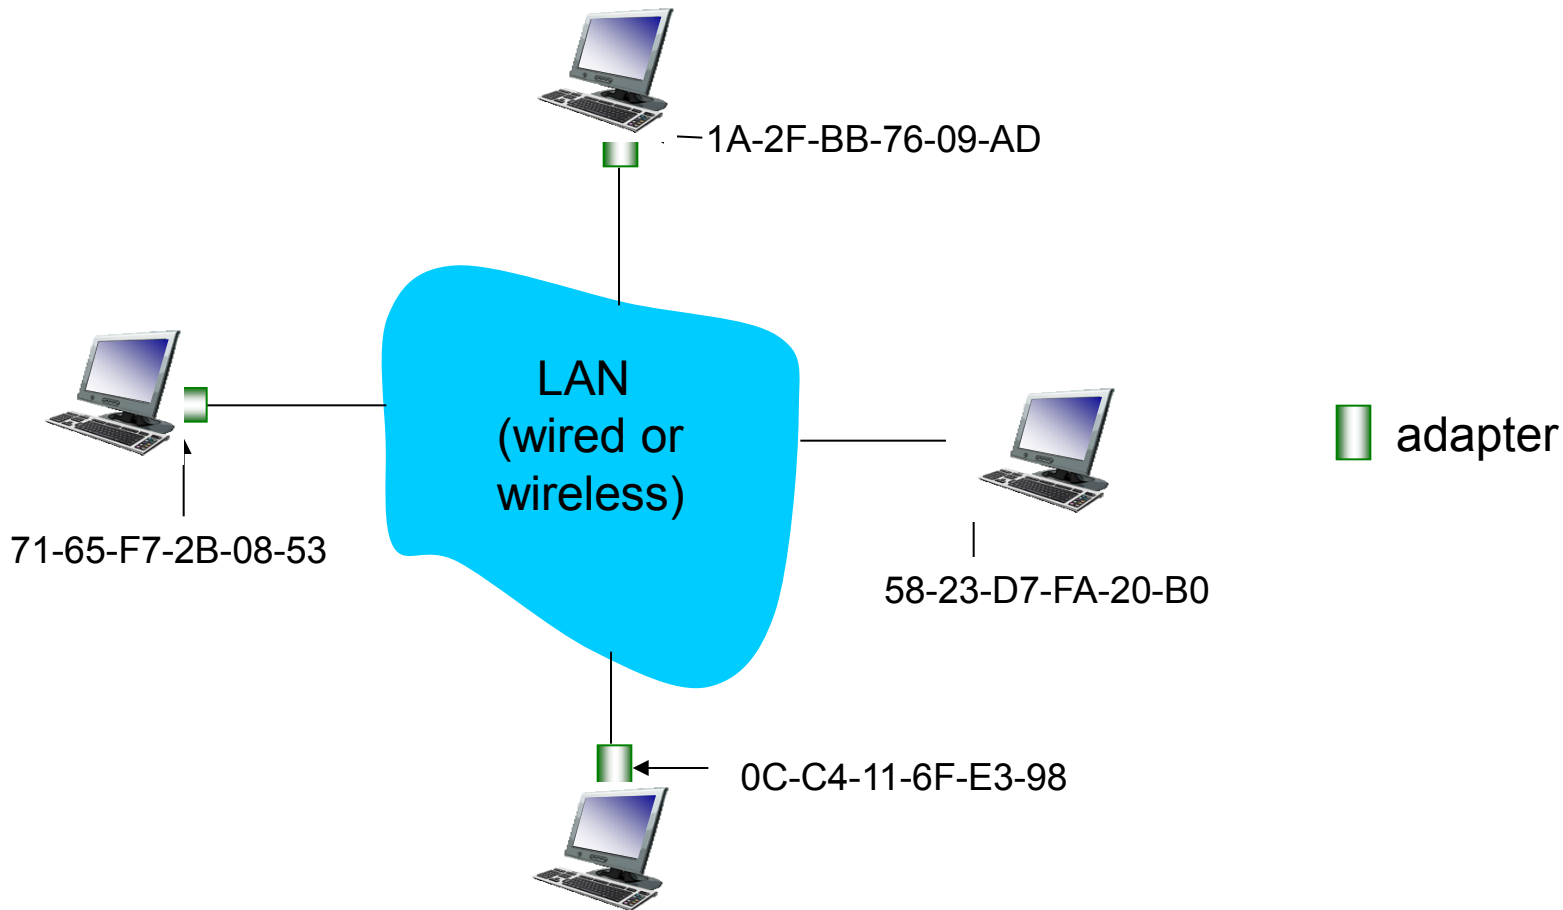 1A-2F-BB-76-09-AD
LAN
(wired or
wireless)
adapter
71-65-F7-2B-08-53
58-23-D7-FA-20-B0
0C-C4-11-6F-E3-98